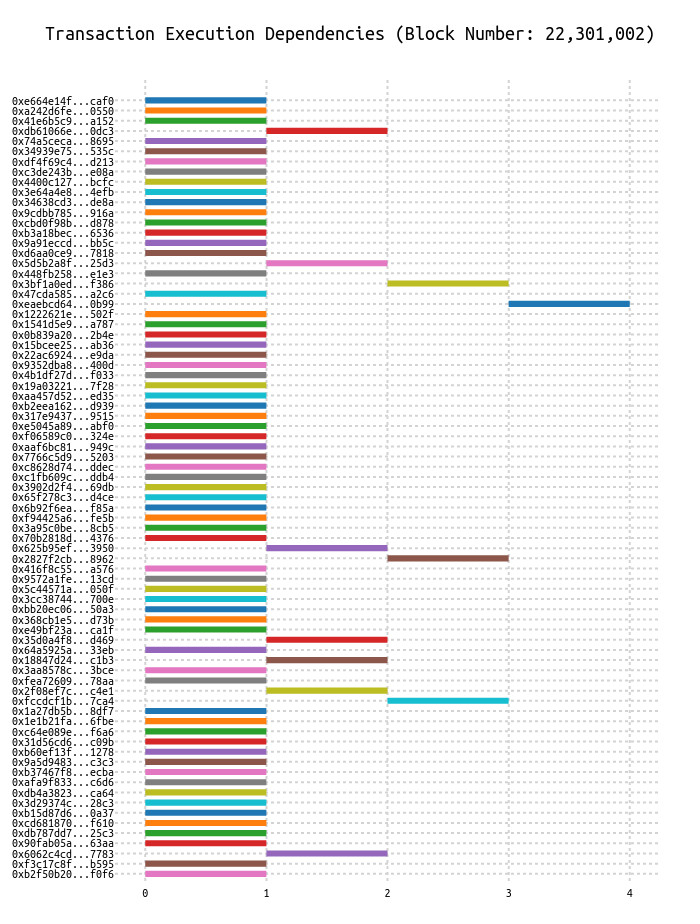 Transaction Execution Dependencies (Block Number: 22,301,002)
0xe664e14f...caf0
0xa242d6fe...0550
0x41e6b5c9...a152
0xdb61066e...0dc3
0x74a5ceca...8695
0x34939e75...535c
0xdf4f69c4...d213
0xc3de243b...e08a
0x4400c127...bcfc
0x3e64a4e8...4efb
0x34638cd3...de8a
0x9cdbb785...916a
0xcbd0f98b...d878
0xb3a18bec...6536
0x9a91eccd...bb5c
0xd6aa0ce9...7818
0x5d5b2a8f...25d3
0x448fb258...e1e3
0x3bf1a0ed...f386
0x47cda585...a2c6
0xeaebcd64...0b99
0x1222621e...502f
0x1541d5e9...a787
0x0b839a20...2b4e
0x15bcee25...ab36
0x22ac6924...e9da
0x9352dba8...400d
0x4b1df27d...f033
0x19a03221...7f28
0xaa457d52...ed35
0xb2eea162...d939
0x317e9437...9515
0xe5045a89...abf0
0xf06589c0...324e
0xaaf6bc81...949c
0x7766c5d9...5203
0xc8628d74...ddec
0xc1fb609c...ddb4
0x3902d2f4...69db
0x65f278c3...d4ce
0x6b92f6ea...f85a
0xf94425a6...fe5b
0x3a95c0be...8cb5
0x70b2818d...4376
0x625b95ef...3950
0x2827f2cb...8962
0x416f8c55...a576
0x9572a1fe...13cd
0x5c44571a...050f
0x3cc38744...700e
0xbb20ec06...50a3
0x368cb1e5...d73b
0xe49bf23a...ca1f
0x35d0a4f8...d469
0x64a5925a...33eb
0x18847d24...c1b3
0x3aa8578c...3bce
0xfea72609...78aa
0x2f08ef7c...c4e1
0xfccdcf1b...7ca4
0x1a27db5b...8df7
0x1e1b21fa...6fbe
0xc64e089e...f6a6
0x31d56cd6...c09b
0xb60ef13f...1278
0x9a5d9483...c3c3
0xb37467f8...ecba
0xafa9f833...c6d6
0xdb4a3823...ca64
0x3d29374c...28c3
0xb15d87d6...0a37
0xcd681870...f610
0xdb787dd7...25c3
0x90fab05a...63aa
0x6062c4cd...7783
0xf3c17c8f...b595
0xb2f50b20...f0f6
0 1 2 3 4